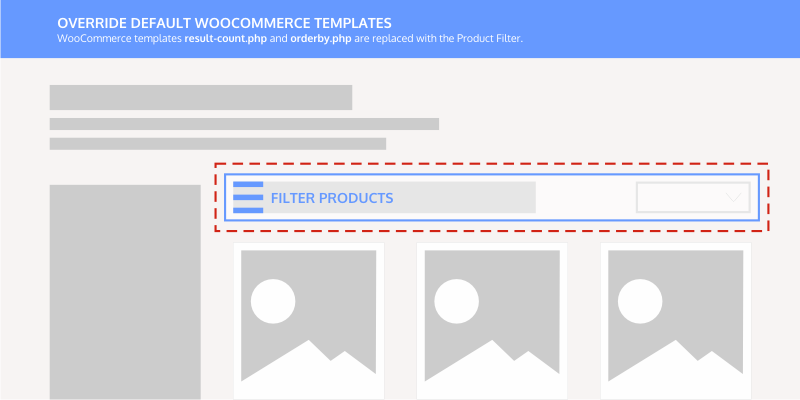 OVERRIDE DEFAULT WOOCOMMERCE TEMPLATES
WooCommerce templates result-count.php and orderby.php are replaced with the Product Filter.
FILTER PRODUCTS